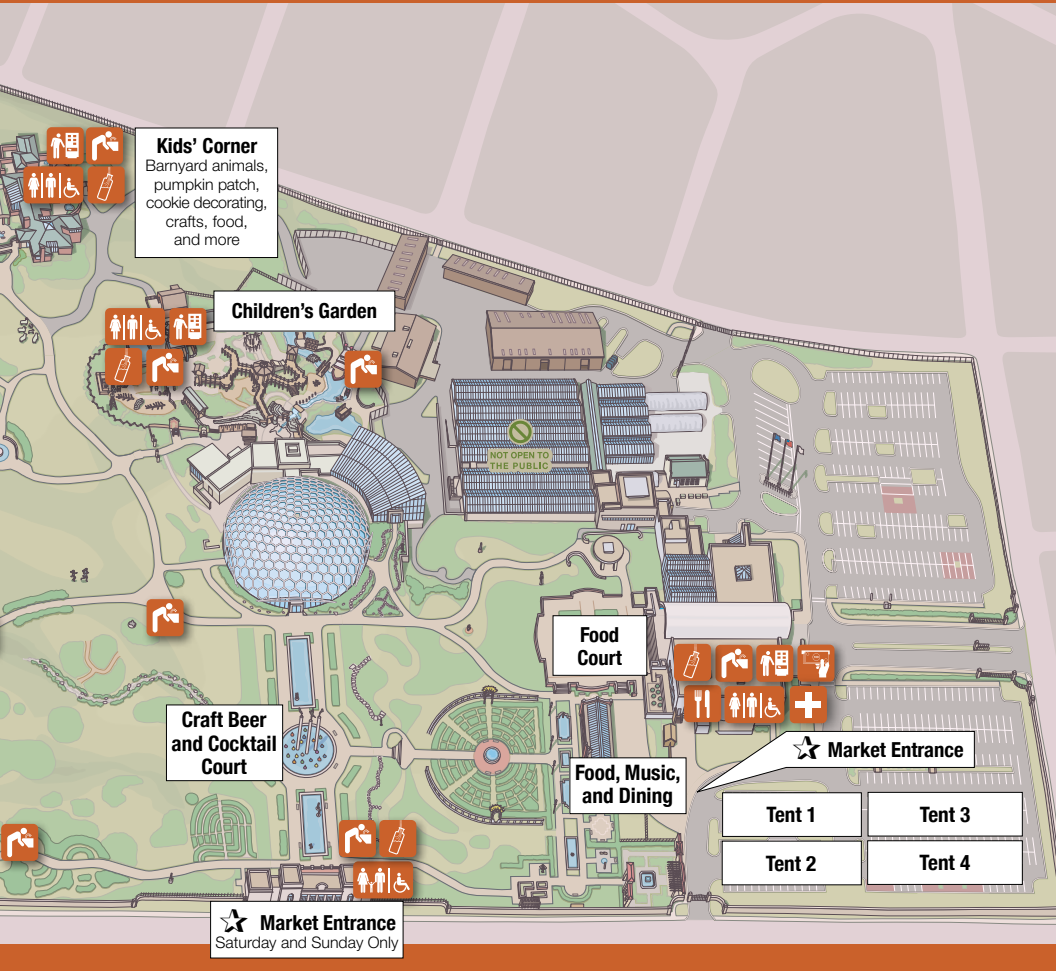 Kids’ Corner
Barnyard animals,
pumpkin patch,
cookie decorating,
crafts, food,
and more
Children’s Garden
NOT OPEN TO
THE PUBLIC
Food
Court
Craft Beer
and Cocktail
Court
Market Entrance
Food, Music,
and Dining
Tent 1
Tent 3
Tent 2
Tent 4
Market Entrance
Saturday and Sunday Only